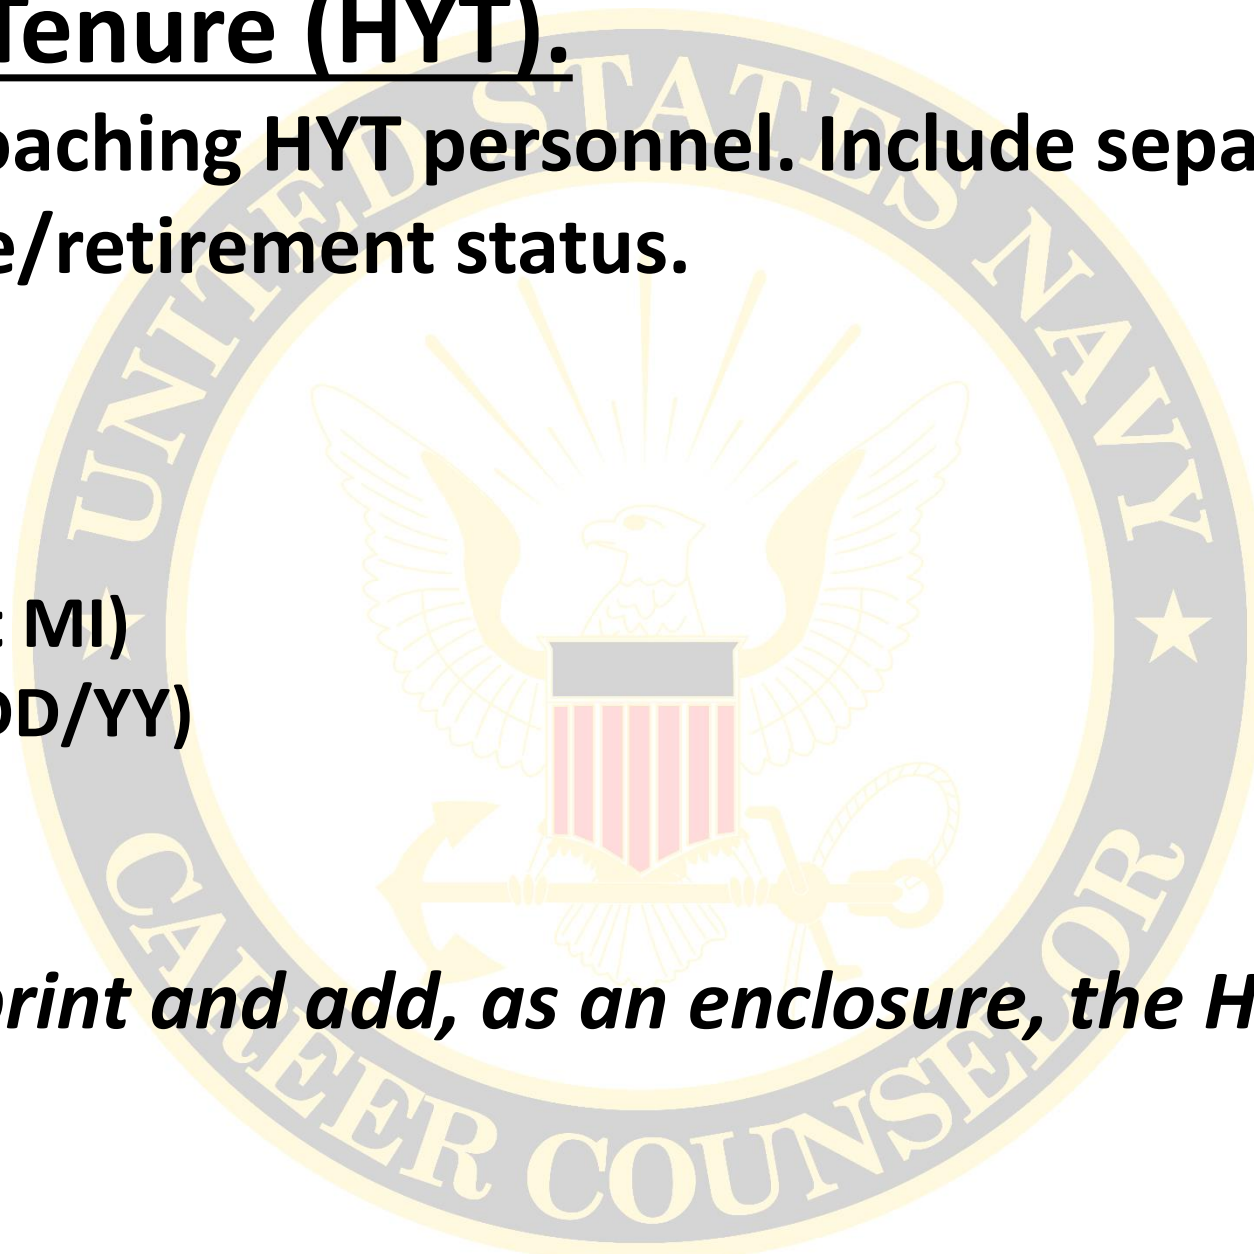 Tenure (HYT).
oaching HYT personnel. Include sepa
e/retirement status.
t MI)
DD/YY)
print and add, as an enclosure, the H
UNITED STATES NAVY
CAREER COUNSELOR